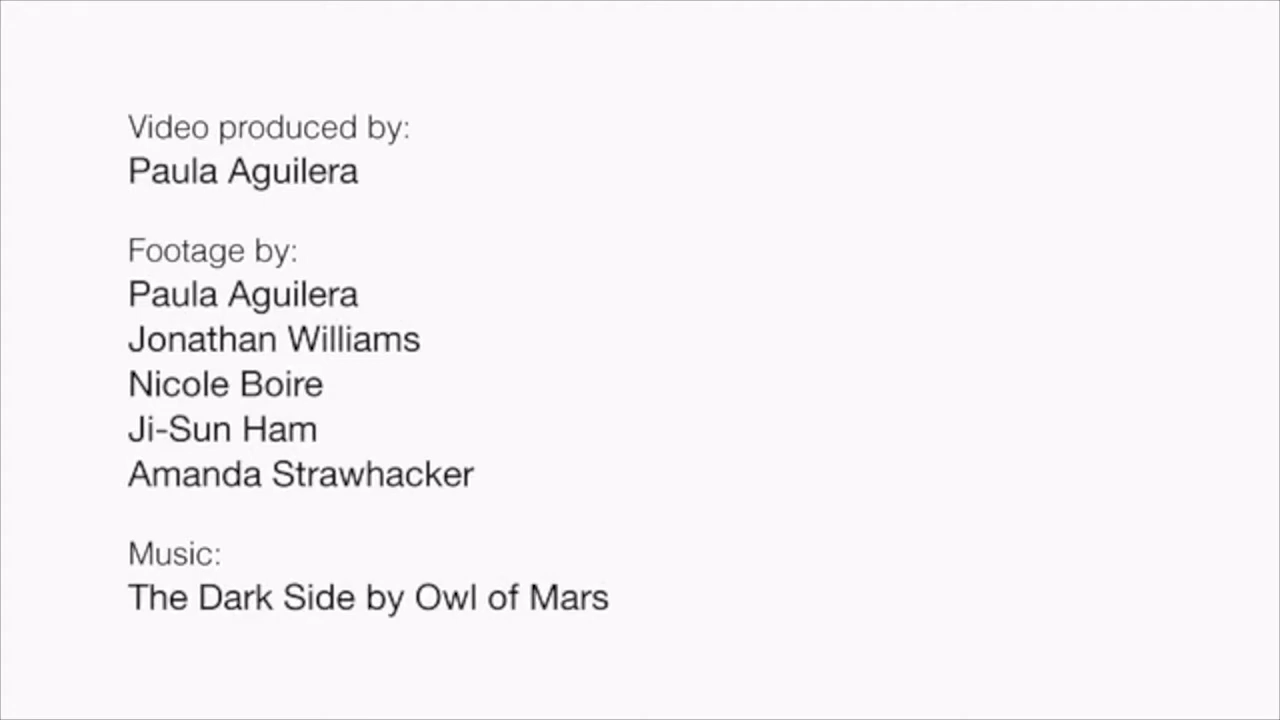 Video produced by:
Paula Aguilera
Footage by:
Paula Aguilera
Jonathan Williams
Nicole Boire
Ji-Sun Ham
Amanda Strawhacker
Music:
The Dark Side by Owl of Mars